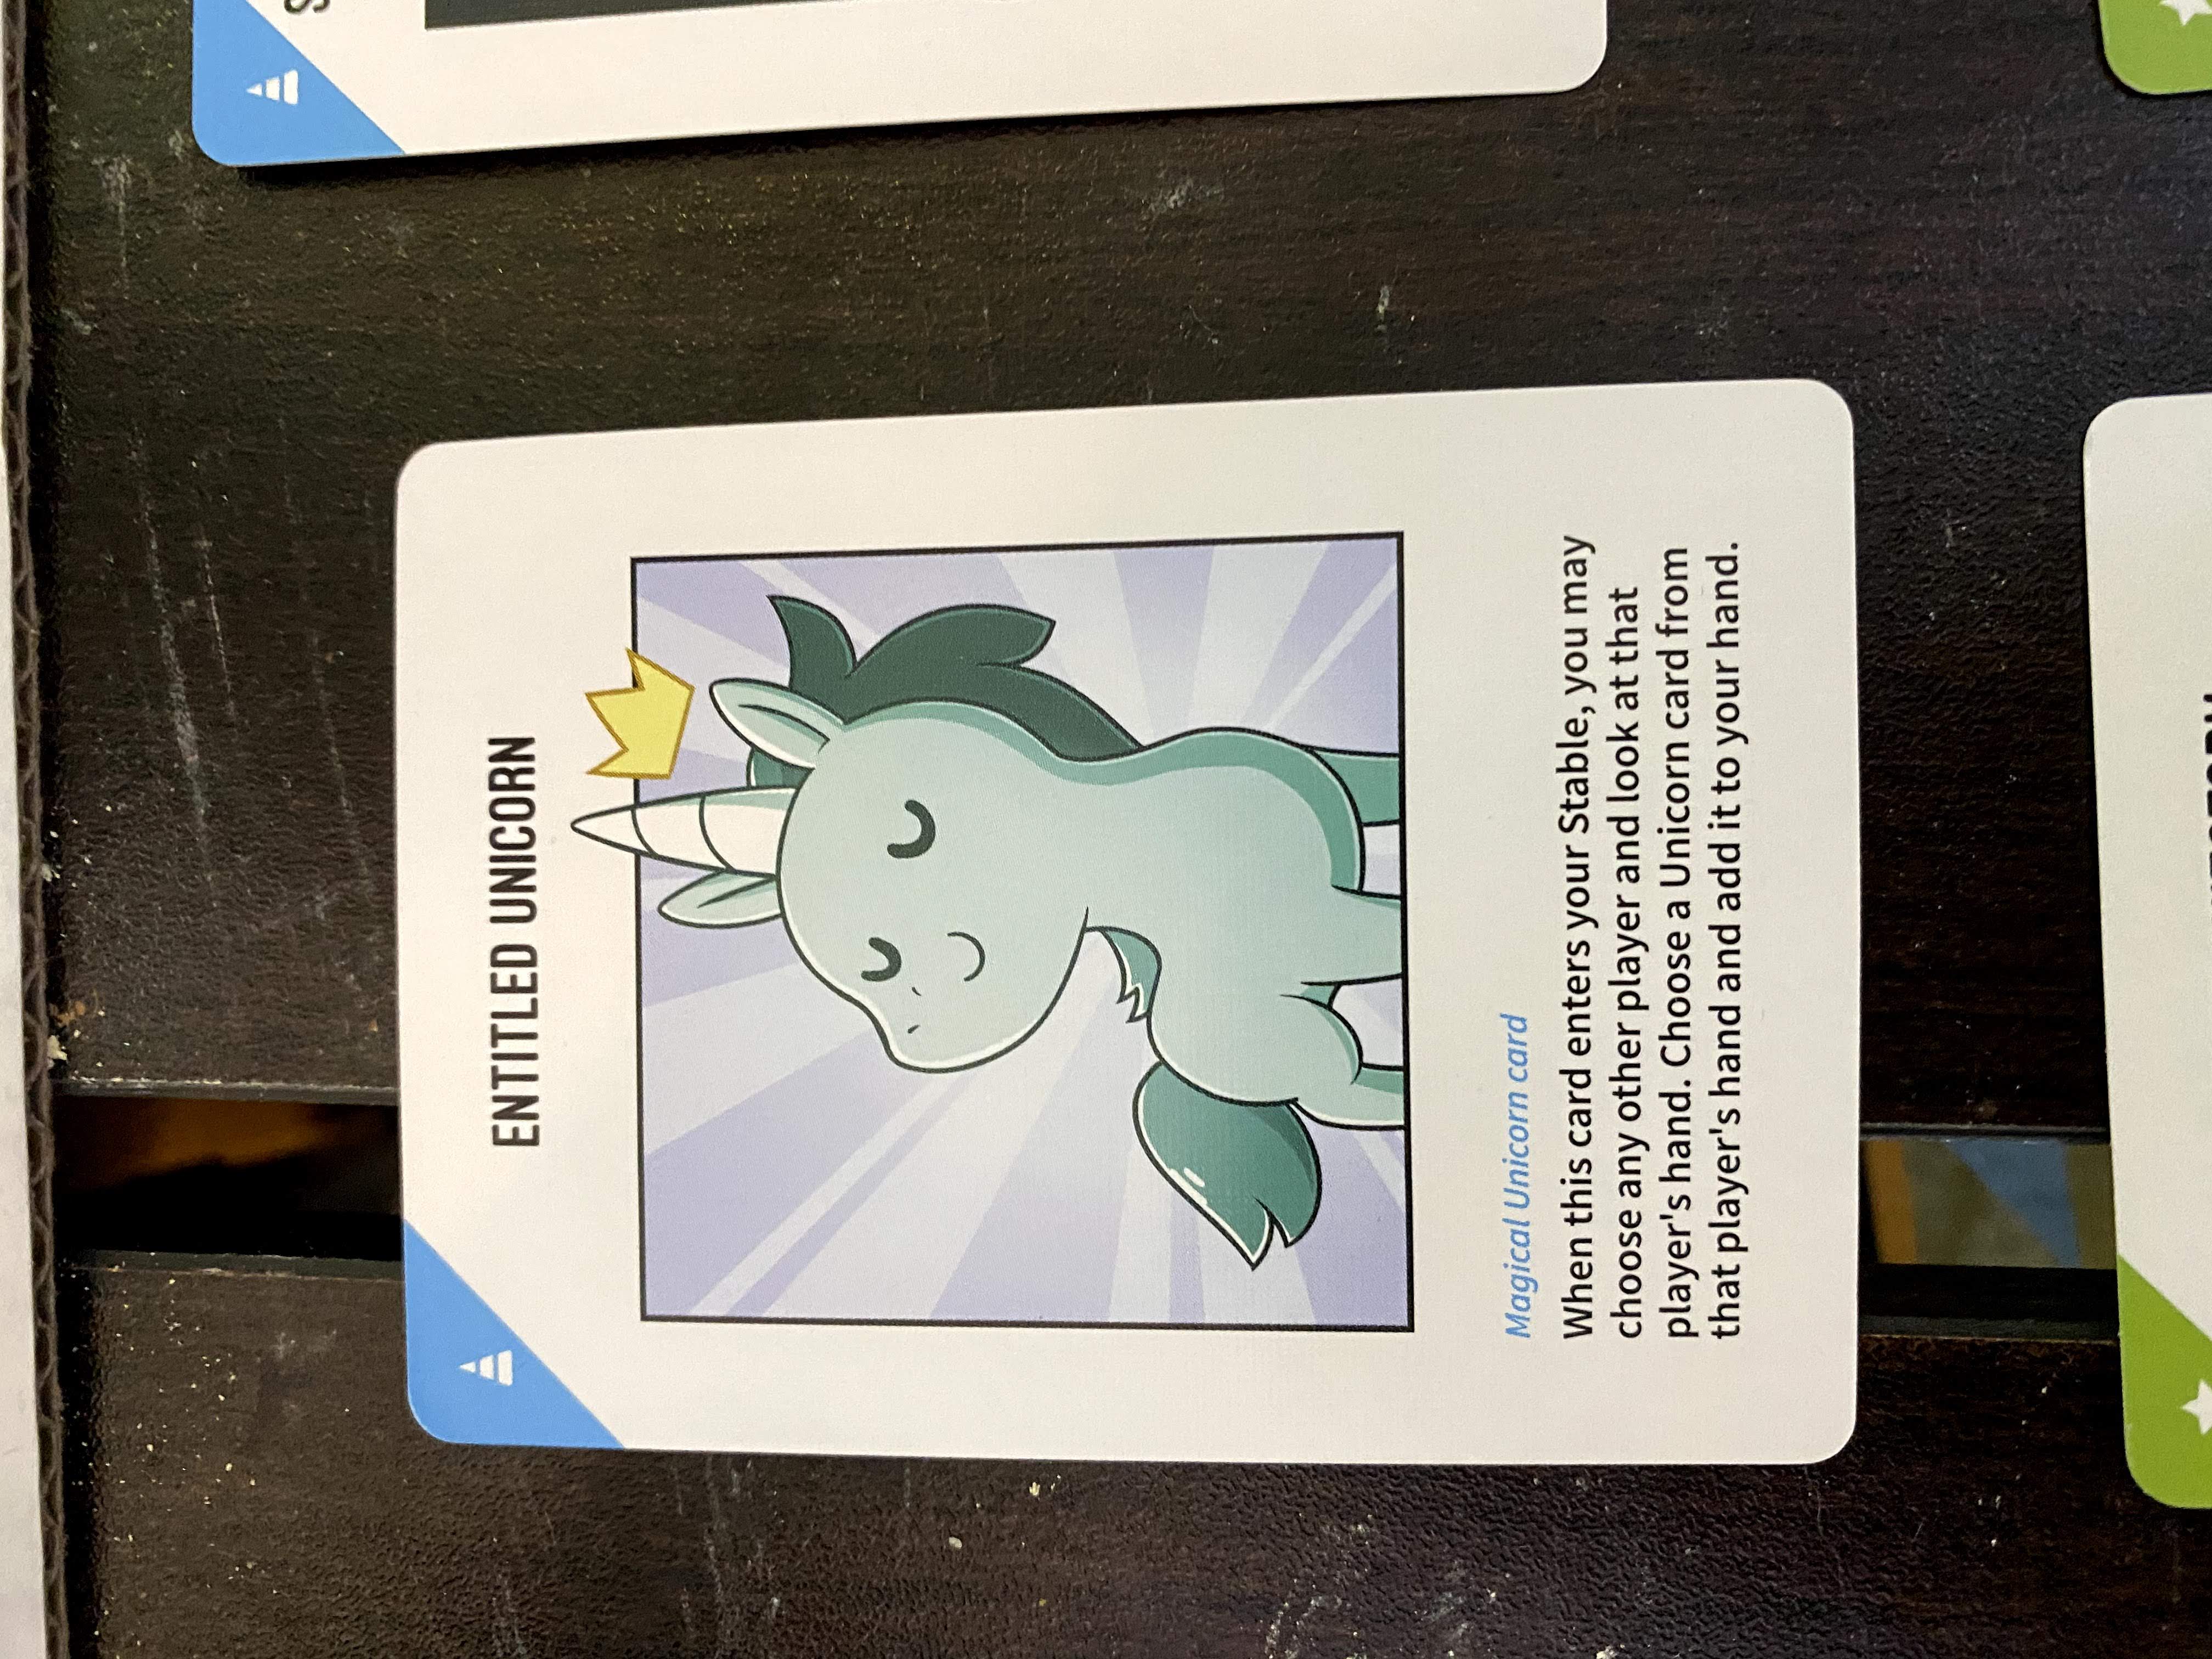 ENTITLED UNICORN
Magical Unicorn card
When this card enters your Stable, you may
choose any other player and look at that
player's hand. Choose a Unicorn card from
that player's hand and add it to your hand.